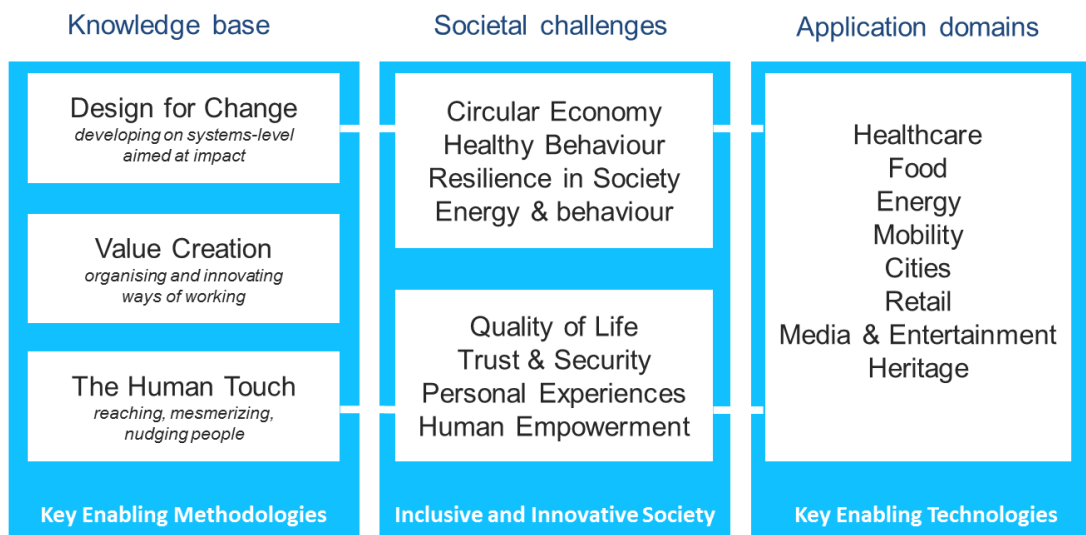 Knowledge base
Design for Change
developing on systems-level
aimed at impact
Value Creation
organising and innovating
ways of working
The Human Touch
reaching, mesmerizing,
nudging people
Key Enabling Methodologies
Societal challenges
Circular Economy
Healthy Behaviour
Resilience in Society
Energy & behaviour
Quality of Life
Trust & Security
Personal Experiences
Human Empowerment
Inclusive and Innovative Society
Application domains
Healthcare
Food
Energy
Mobility
Cities
Retail
Media & Entertainment
Heritage
Key Enabling Technologies